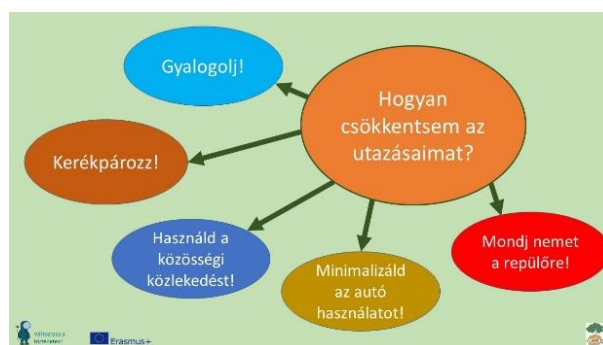 Gyalogolj!
Hogyan
csökkentsem az
utazásaimat?
Kerékpározz!
Használd a
közösségi
közlekedést!
Minimalizáld
az autó
használatot!
Mondj nemet
a repülőre!
Erasmus+